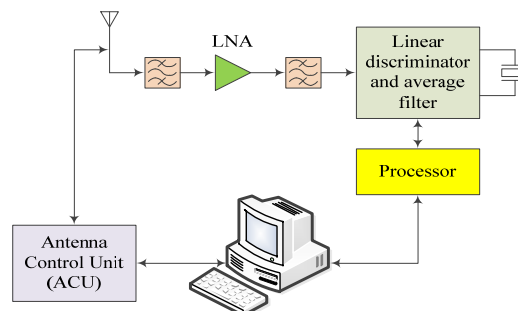 LNA
Linear
discriminator
and average
filter
Processor
Antenna
Control Unit
(ACU)